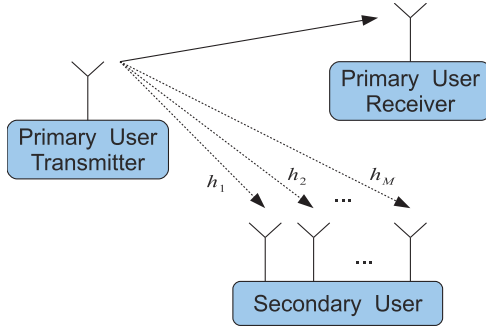 Primary User
Receiver
Primary User
Transmitter
h1
h2
...
hM
...
Secondary User